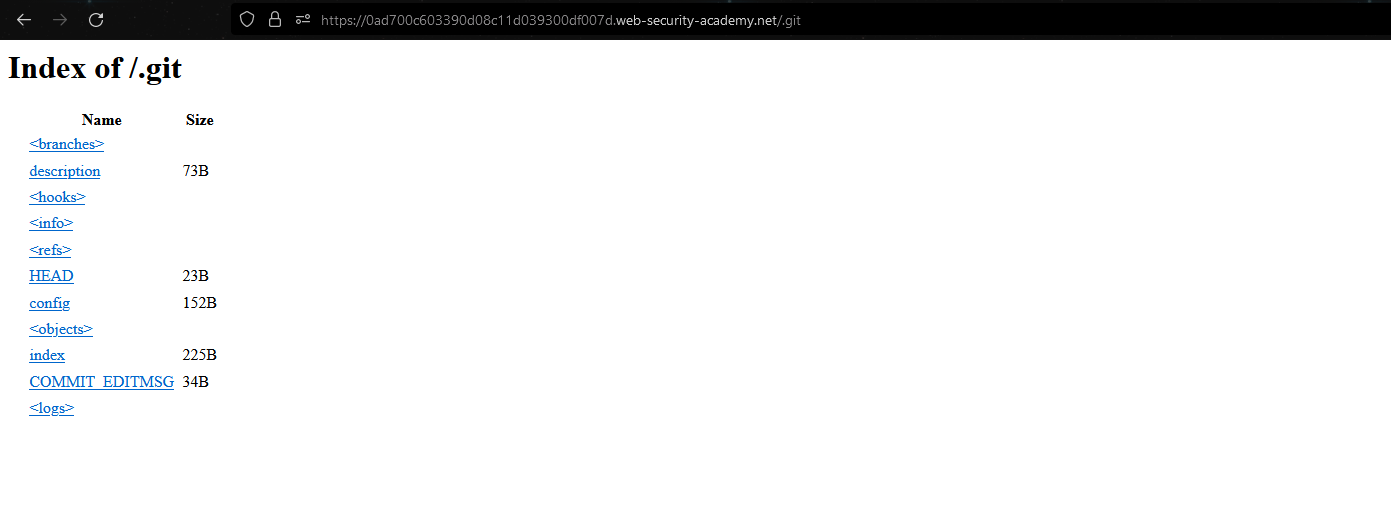 https://0ad700c603390d08c11d039300df007d.web-security-academy.net/.git
Index of /.git
Name Size
<branches>
description 73B
<hooks>
<info>
<refs>
HEAD 23B
config 152B
<objects>
index 225B
COMMIT_EDITMSG 34B
<logs>